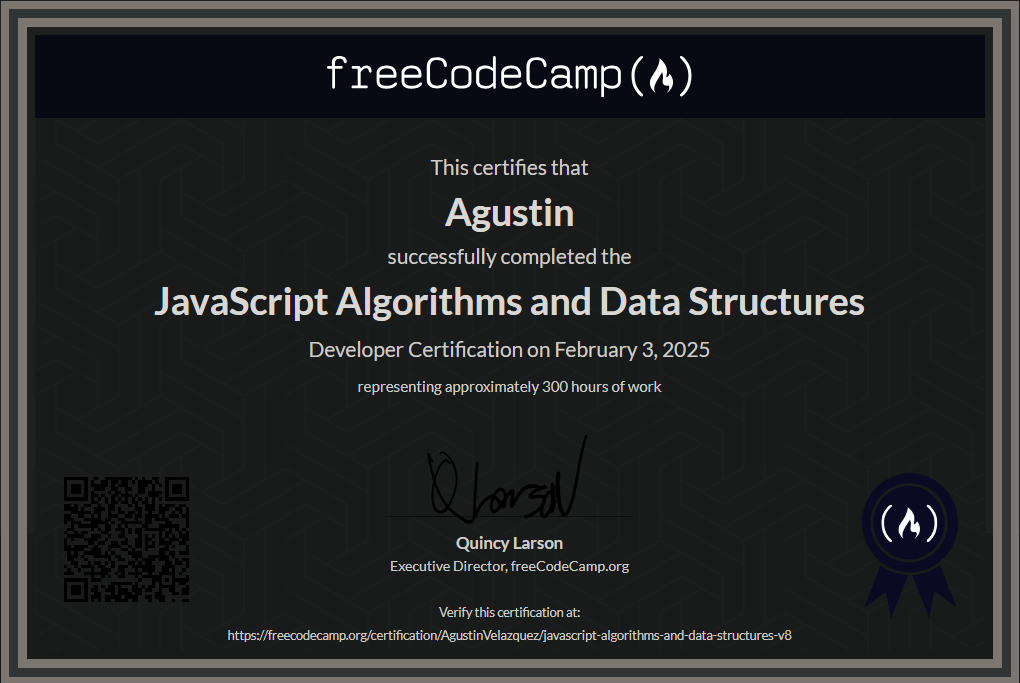 freeCodeCamp
This certifies that
Agustin
successfully completed the
JavaScript Algorithms and Data Structures
Developer Certification on February 3, 2025
representing approximately 300 hours of work
Q Larson
Quincy Larson
Executive Director, freeCodeCamp.org
Verify this certification at:
https://freecodecamp.org/certification/AgustinVelazquez/javascript-algorithms-and-data-structures-v8